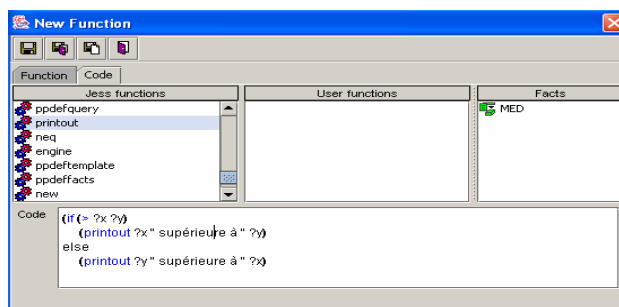 New Function
Function Code
Jess functions User functions Facts
ppdefquery MED
printout
neq
engine
ppdeftemplate
ppdeffacts
new
Code (if (> ?x ?y)
(printout ?x " supérieure à " ?y)
else
(printout ?y " supérieure à " ?x)